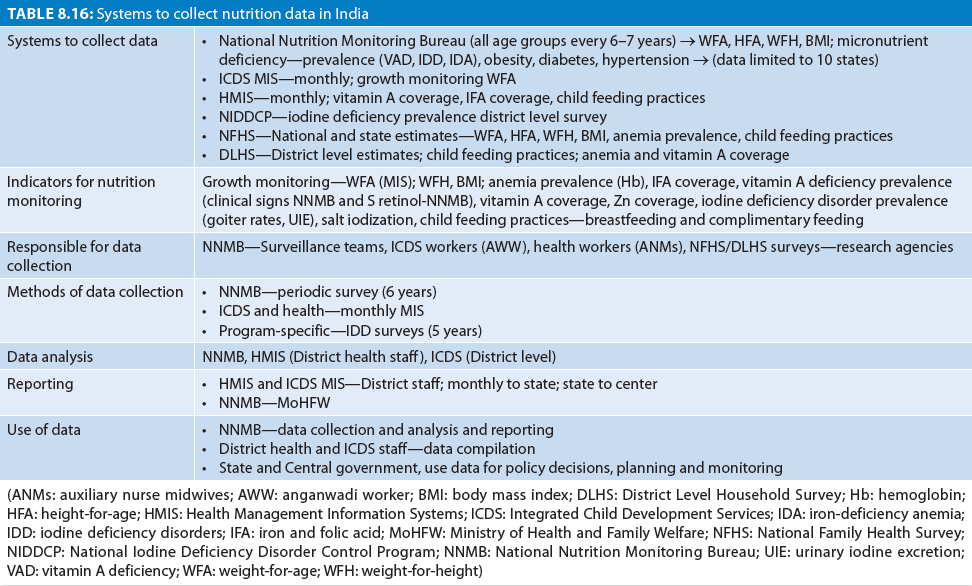 TABLE 8.16: Systems to collect nutrition data in India
Systems to collect data
• National Nutrition Monitoring Bureau (all age groups every 6–7 years) → WFA, HFA, WFH, BMI; micronutrient
deficiency—prevalence (VAD, IDD, IDA), obesity, diabetes, hypertension → (data limited to 10 states)
• ICDS MIS—monthly; growth monitoring WFA
• HMIS—monthly; vitamin A coverage, IFA coverage, child feeding practices
• NIDDCP—iodine deficiency prevalence district level survey
• NFHS—National and state estimates—WFA, HFA, WFH, BMI, anemia prevalence, child feeding practices
• DLHS—District level estimates; child feeding practices; anemia and vitamin A coverage
Indicators for nutrition
monitoring
Growth monitoring—WFA (MIS); WFH, BMI; anemia prevalence (Hb), IFA coverage, vitamin A deficiency prevalence
(clinical signs NNMB and S retinol-NNMB), vitamin A coverage, Zn coverage, iodine deficiency disorder prevalence
(goiter rates, UIE), salt iodization, child feeding practices—breastfeeding and complimentary feeding
Responsible for data
collection
NNMB—Surveillance teams, ICDS workers (AWW), health workers (ANMs), NFHS/DLHS surveys—research agencies
Methods of data collection
• NNMB—periodic survey (6 years)
• ICDS and health—monthly MIS
• Program-specific—IDD surveys (5 years)
Data analysis
NNMB, HMIS (District health staff), ICDS (District level)
Reporting
• HMIS and ICDS MIS—District staff; monthly to state; state to center
• NNMB—MoHFW
Use of data
• NNMB—data collection and analysis and reporting
• District health and ICDS staff—data compilation
• State and Central government, use data for policy decisions, planning and monitoring
(ANMs: auxiliary nurse midwives; AWW: anganwadi worker; BMI: body mass index; DLHS: District Level Household Survey; Hb: hemoglobin;
HFA: height-for-age; HMIS: Health Management Information Systems; ICDS: Integrated Child Development Services; IDA: iron-deficiency anemia;
IDD: iodine deficiency disorders; IFA: iron and folic acid; MoHFW: Ministry of Health and Family Welfare; NFHS: National Family Health Survey;
NIDDCP: National Iodine Deficiency Disorder Control Program; NNMB: National Nutrition Monitoring Bureau; UIE: urinary iodine excretion;
VAD: vitamin A deficiency; WFA: weight-for-age; WFH: weight-for-height)